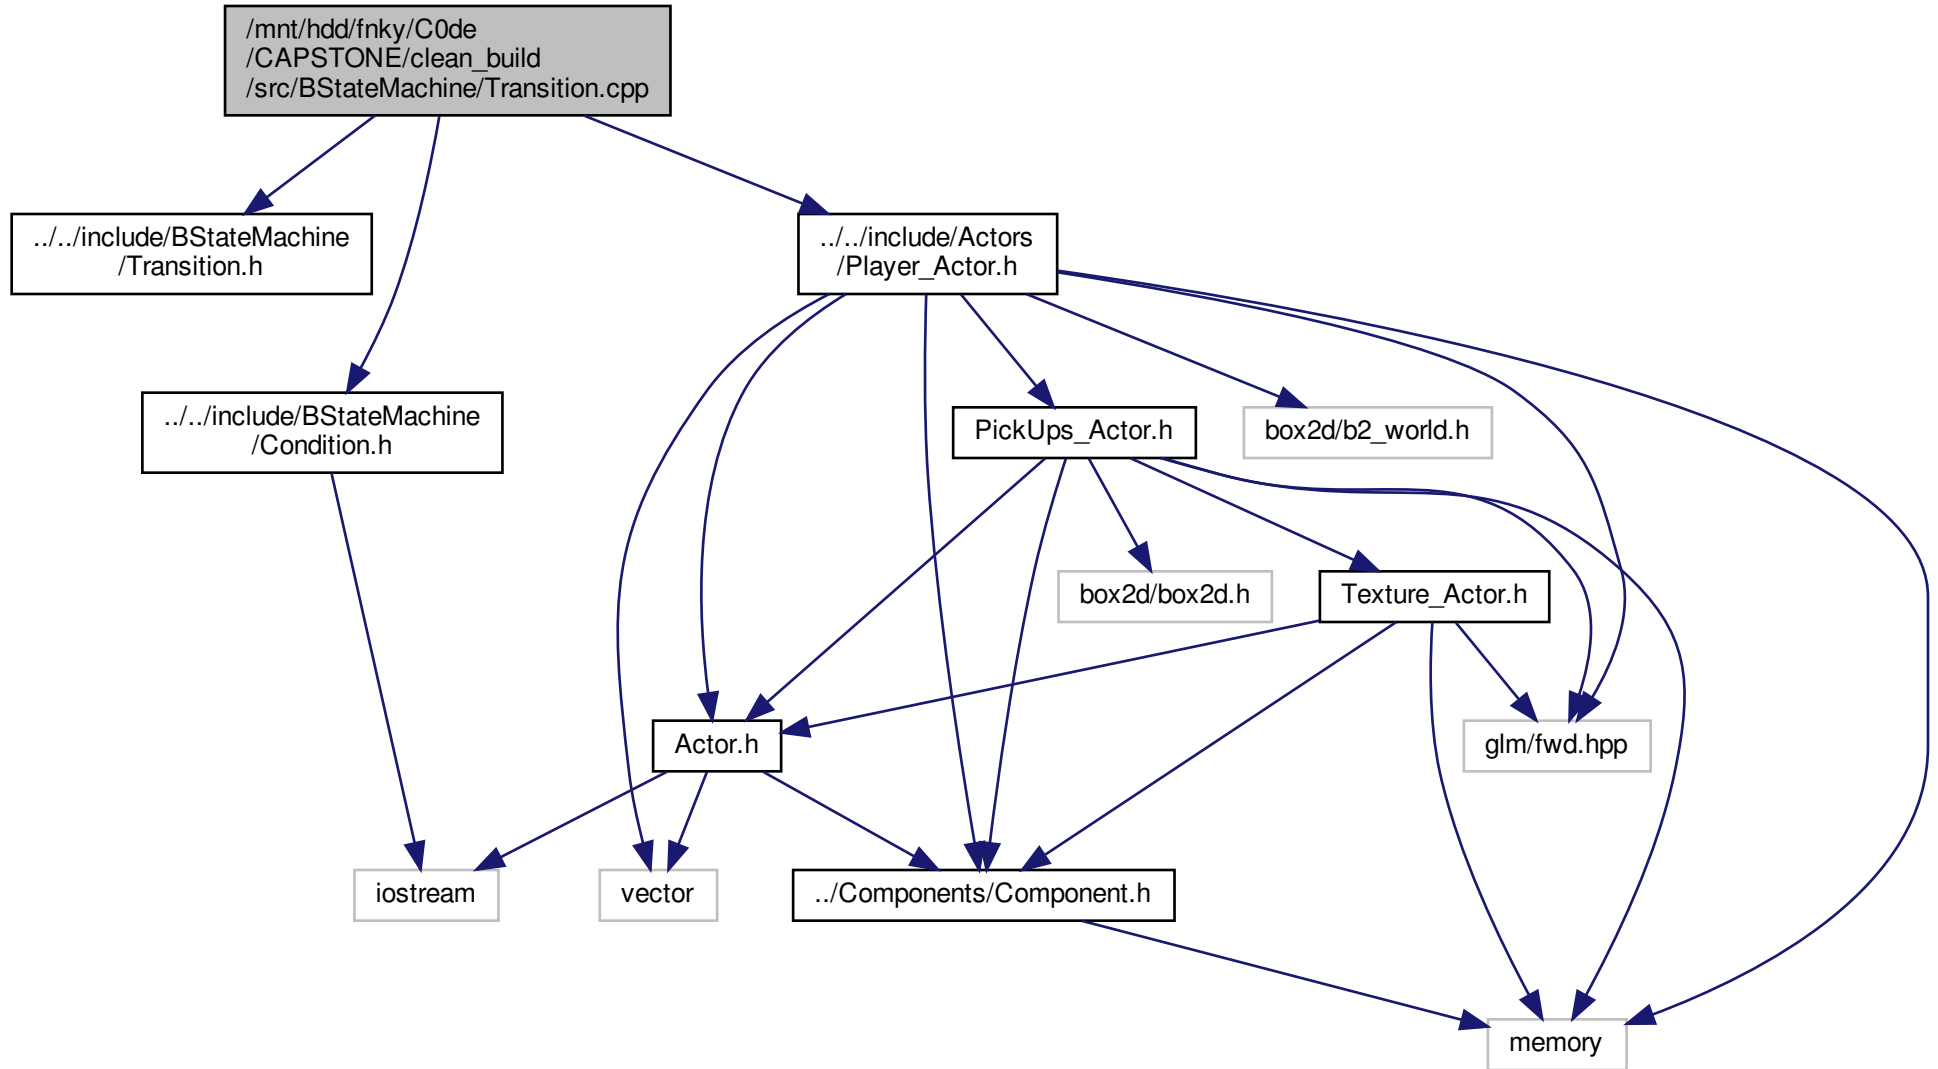 /mnt/hdd/fnky/C0de
/CAPSTONE/clean_build
/src/BStateMachine/Transition.cpp
../../include/BStateMachine
/Transition.h
../../include/Actors
/Player_Actor.h
../../include/BStateMachine
/Condition.h
PickUps_Actor.h
box2d/b2_world.h
box2d/box2d.h
Texture_Actor.h
Actor.h
glm/fwd.hpp
iostream
vector
../Components/Component.h
memory